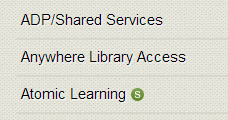 ADP/Shared Services
Anywhere Library Access
Atomic Learning S